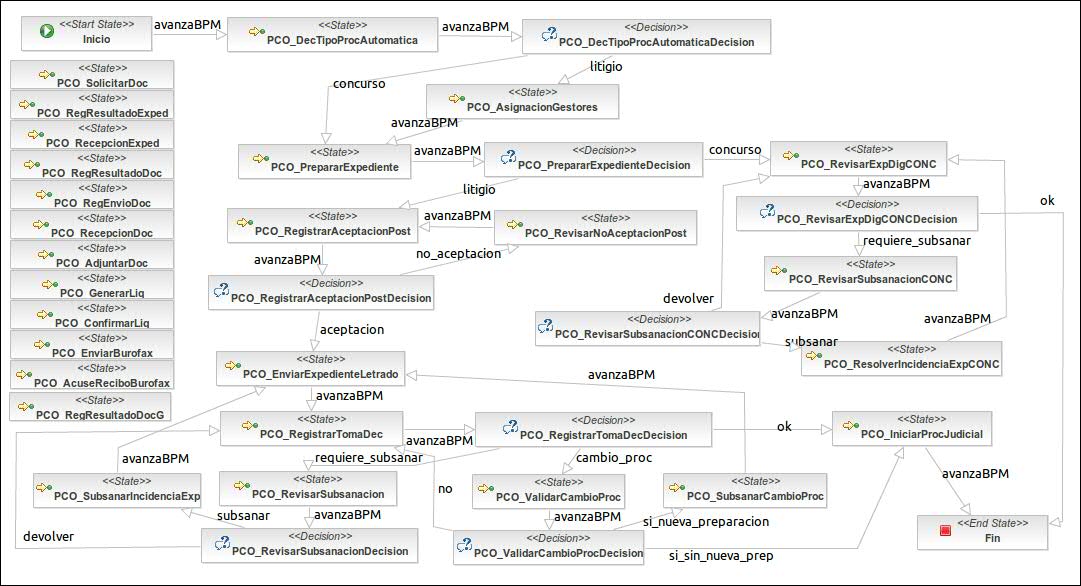 <<Start State>>
Inicio
avanzaBPM
<<State>>
PCO_DecTipoProcAutomatica
avanzaBPM
<<Decision>>
PCO_DecTipoProcAutomaticaDecision
concurso
litigio
<<State>>
PCO_SolicitarDoc
<<State>>
PCO_RegResultadoExped
<<State>>
PCO_RecepcionExped
<<State>>
PCO_RegResultadoDoc
<<State>>
PCO_RegEnvioDoc
<<State>>
PCO_RecepcionDoc
<<State>>
PCO_AdjuntarDoc
<<State>>
PCO_GenerarLiq
<<State>>
PCO_ConfirmarLiq
<<State>>
PCO_EnviarBurofax
<<State>>
PCO_AcuseReciboBurofax
<<State>>
PCO_RegResultadoDocG
<<State>>
PCO_AsignacionGestores
avanzaBPM
<<State>>
PCO_PrepararExpediente
avanzaBPM
<<Decision>>
PCO_PrepararExpedienteDecision
concurso
<<State>>
PCO_RevisarExpDigCONC
litigio
avanzaBPM
ok
<<State>>
PCO_RegistrarAceptacionPost
avanzaBPM
<<State>>
PCO_RevisarNoAceptacionPost
<<Decision>>
PCO_RevisarExpDigCONCDecision
requiere_subsanar
avanzaBPM
no_aceptacion
<<State>>
PCO_RevisarSubsanacionCONC
<<Decision>>
PCO_RegistrarAceptacionPostDecision
devolver
avanzaBPM
avanzaBPM
aceptacion
<<Decision>>
PCO_RevisarSubsanacionCONCDecision
subsanar
<<State>>
PCO_ResolverIncidenciaExpCONC
<<State>>
PCO_EnviarExpedienteLetrado
avanzaBPM
avanzaBPM
<<State>>
PCO_RegistrarTomaDec
avanzaBPM
<<Decision>>
PCO_RegistrarTomaDecDecision
ok
<<State>>
PCO_IniciarProcJudicial
avanzaBPM
requiere_subsanar
cambio_proc
avanzaBPM
<<State>>
PCO_SubsanarIncidenciaExp
<<State>>
PCO_RevisarSubsanacion
no
<<State>>
PCO_ValidarCambioProc
<<State>>
PCO_SubsanarCambioProc
subsanar
avanzaBPM
avanzaBPM
si_nueva_preparacion
devolver
<<Decision>>
PCO_RevisarSubsanacionDecision
<<Decision>>
PCO_ValidarCambioProcDecision
si_sin_nueva_prep
<<End State>>
Fin